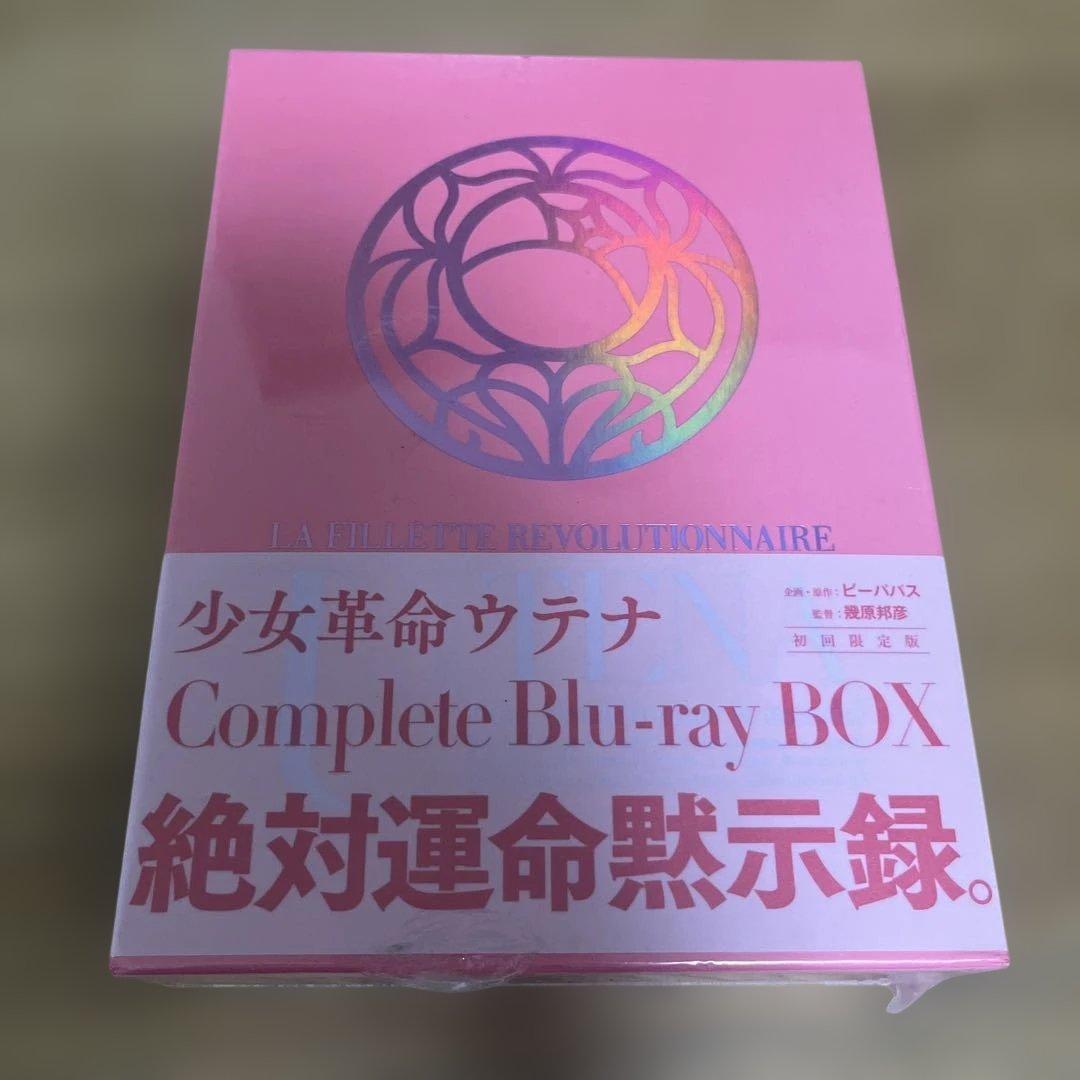 LA FILLETTE REVOLUTIONNAIRE
UTENA
少女革命ウテナ
企画・原作：ビーパパス
監督：幾原邦彦
初回限定版
Complete Blu-ray BOX
絶対運命黙示録。